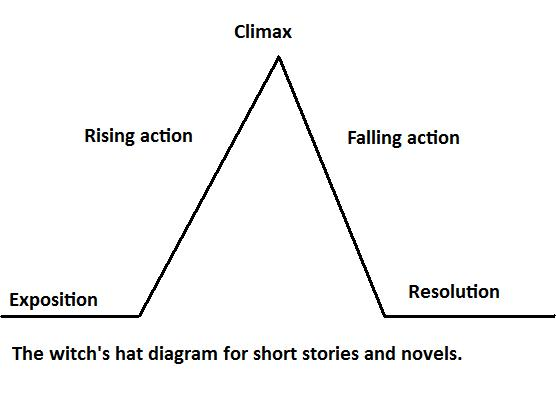 Climax
Rising action
Falling action
Exposition
Resolution
The witch's hat diagram for short stories and novels.